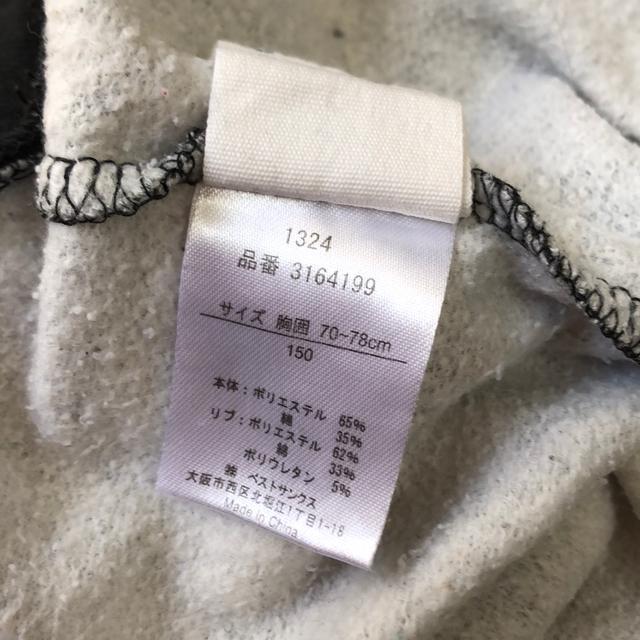 1324
品番 3164199
サイズ 胸囲 70-78cm
150
本体:ポリエステル 65%
綿 35%
リブ:ポリエステル 62%
綿 33%
ポリウレタン 5%
㈱ ベストサンクス
大阪市西区北堀江1丁目1-18
Made in China